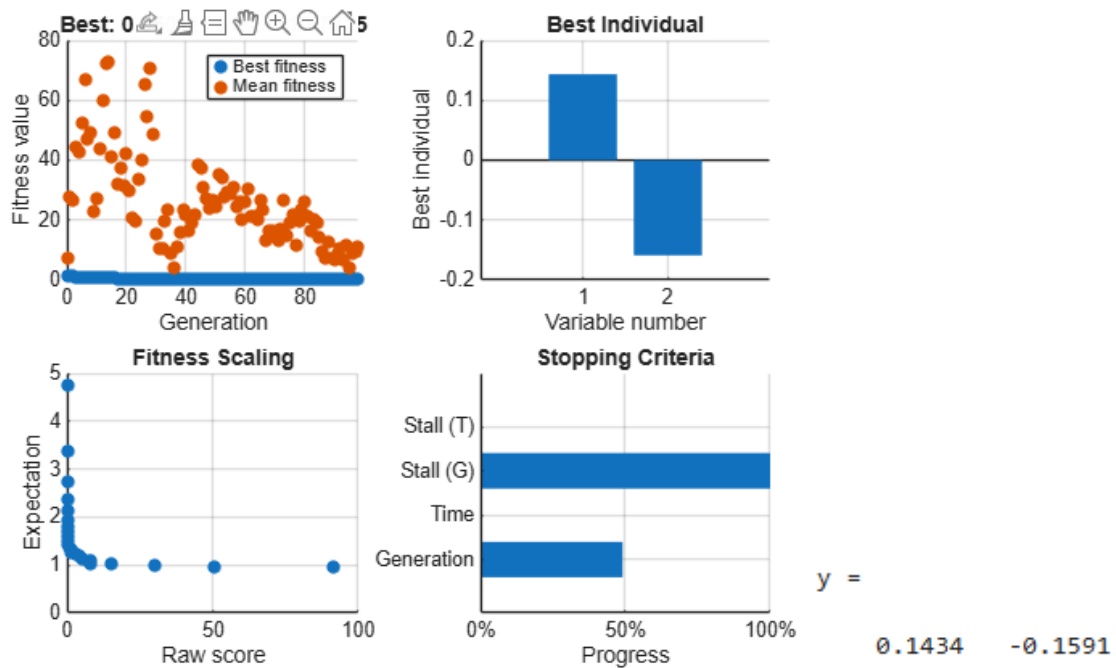 Best: 0 5
80
60
40
20
0
Fitness value
Best fitness
Mean fitness
0 20 40 60 80
Generation
Best Individual
0.2
0.1
0
-0.1
-0.2
Best individual
1 2
Variable number
Fitness Scaling
5
4
3
2
1
0
Expectation
0 50 100
Raw score
Stopping Criteria
Stall (T)
Stall (G)
Time
Generation
0% 50% 100%
Progress
y =
0.1434 -0.1591